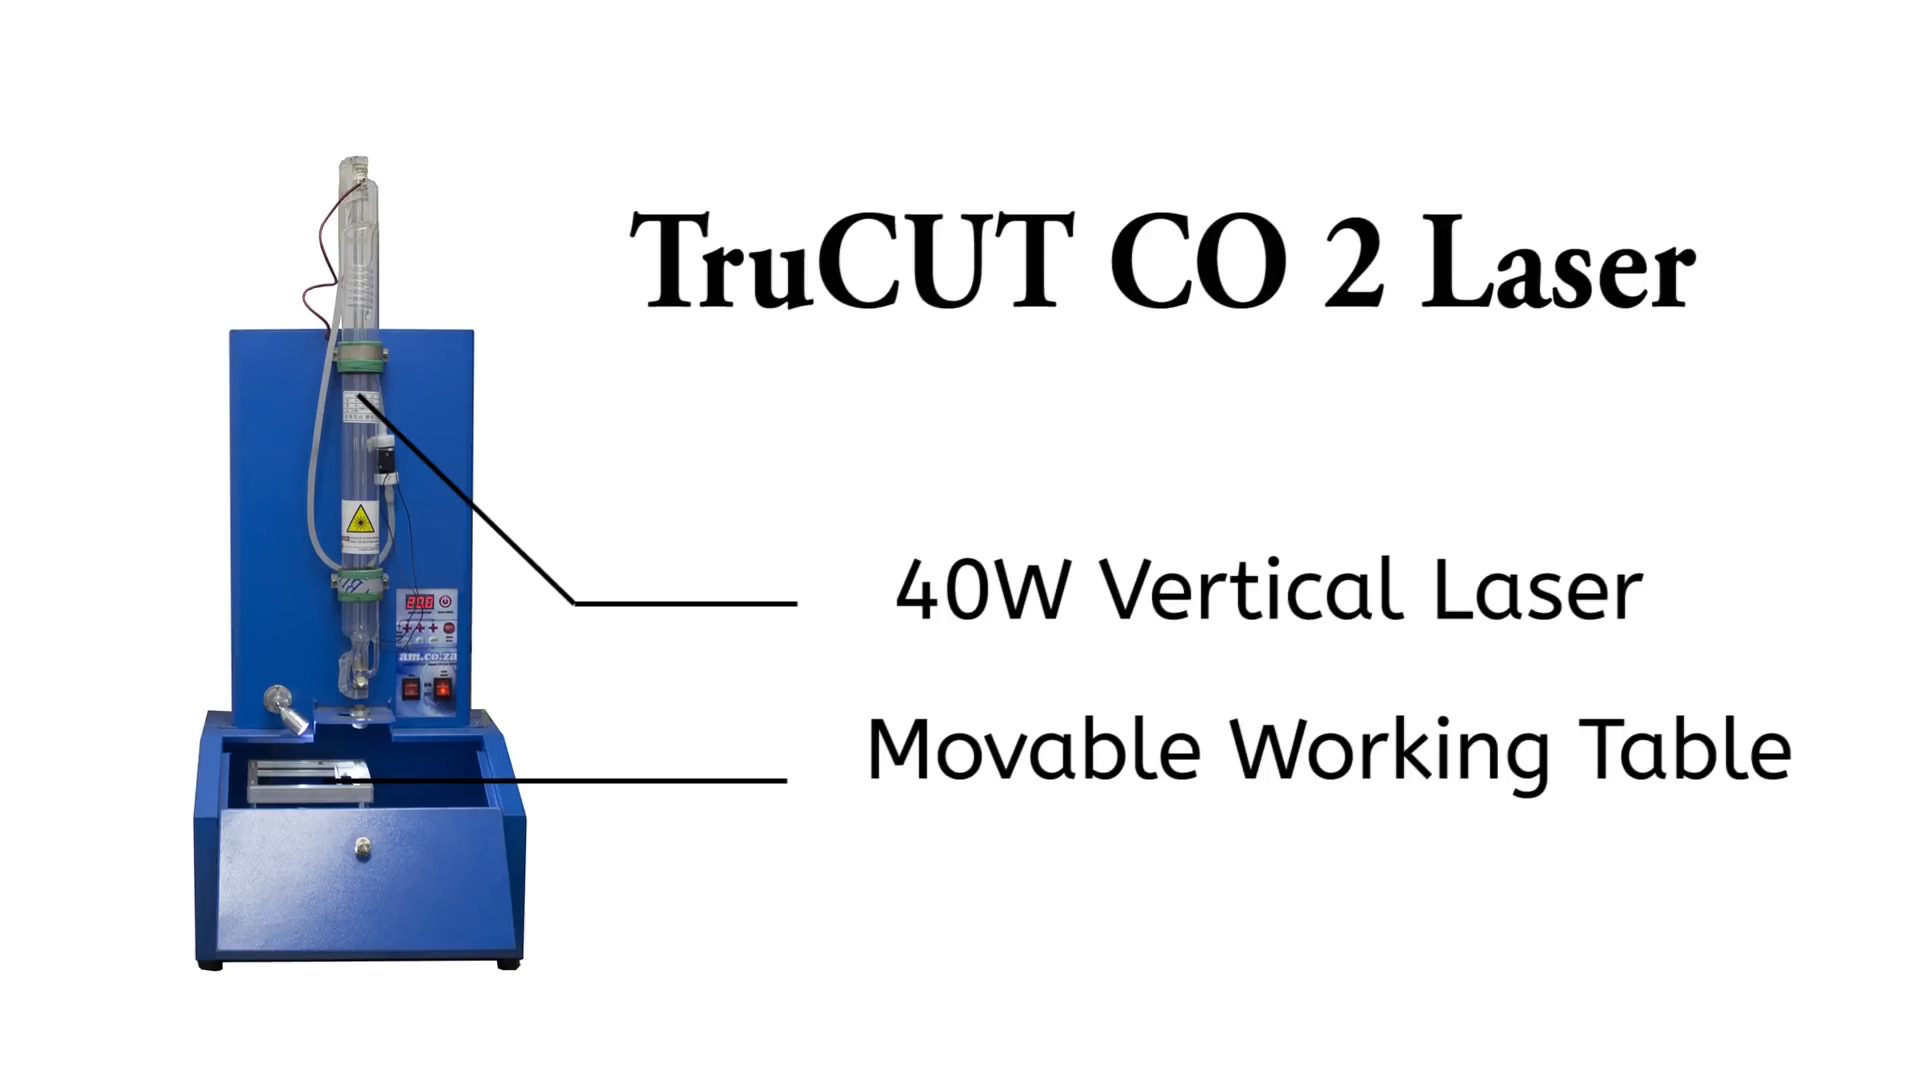 TruCUT CO 2 Laser
40W Vertical Laser
am.co.za
Movable Working Table